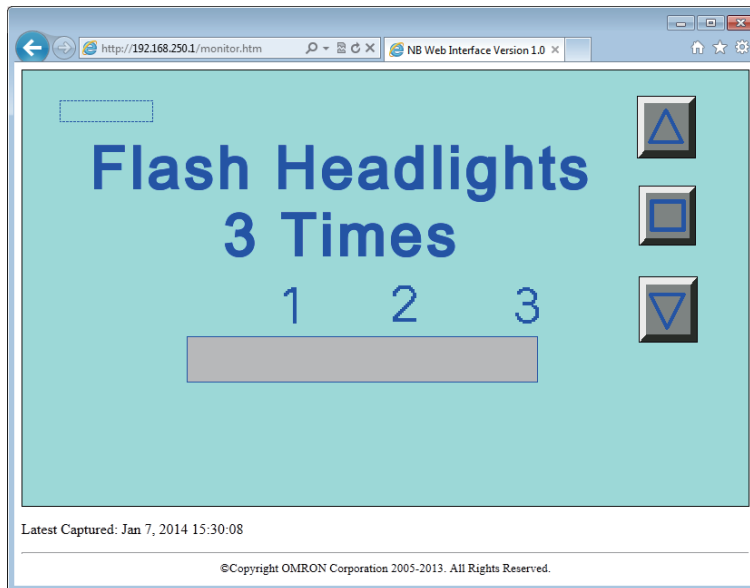 http://192.168.250.1/monitor.htm
NB Web Interface Version 1.0
Flash Headlights
3 Times
1 2 3
Latest Captured: Jan 7, 2014 15:30:08
©Copyright OMRON Corporation 2005-2013. All Rights Reserved.